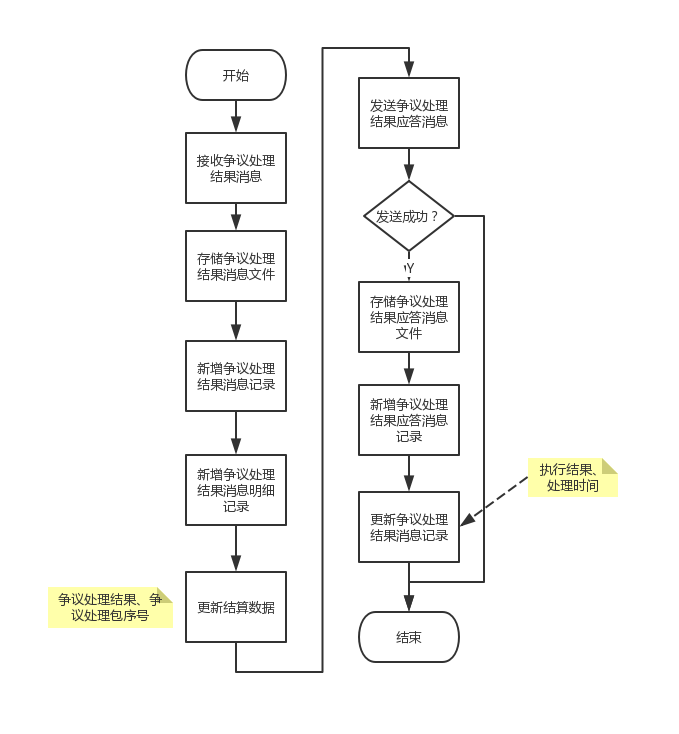 开始
接收争议处理
结果消息
存储争议处理
结果消息文件
新增争议处理
结果消息记录
新增争议处理
结果消息明细
记录
更新结算数据
争议处理结果、争
议处理包序号
发送争议处理
结果应答消息
发送成功？
Y
存储争议处理
结果应答消息
文件
新增争议处理
结果应答消息
记录
更新争议处理
结果消息记录
执行结果、
处理时间
结束